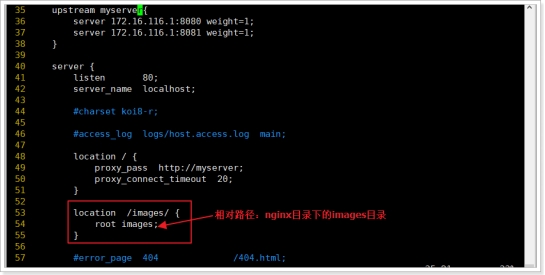 35 upstream myserver{
36 server 172.16.116.1:8080 weight=1;
37 server 172.16.116.1:8081 weight=1;
38 }
39
40 server {
41 listen 80;
42 server_name localhost;
43
44 #charset koi8-r;
45
46 #access_log logs/host.access.log main;
47
48 location / {
49 proxy_pass http://myserver;
50 proxy_connect_timeout 20;
51 }
52
53 location /images/ {
54 root images; 相对路径：nginx目录下的images目录
55 }
56
57 #error_page 404 /404.html;